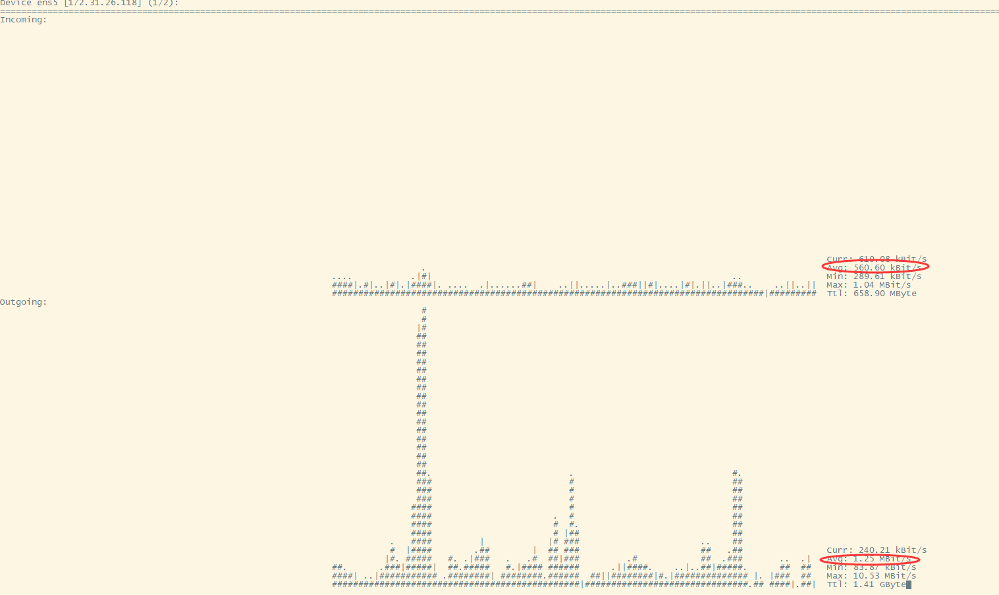 Device ens5 [172.31.26.118] (1/2):
Incoming:
Curr: 619.08 kBit/s
Avg: 560.60 kBit/s
Min: 289.61 kBit/s
Max: 1.04 MBit/s
Ttl: 658.90 MByte
Outgoing:
Curr: 240.21 kBit/s
Avg: 1.25 MBit/s
Min: 83.87 kBit/s
Max: 10.53 MBit/s
Ttl: 1.41 GByte